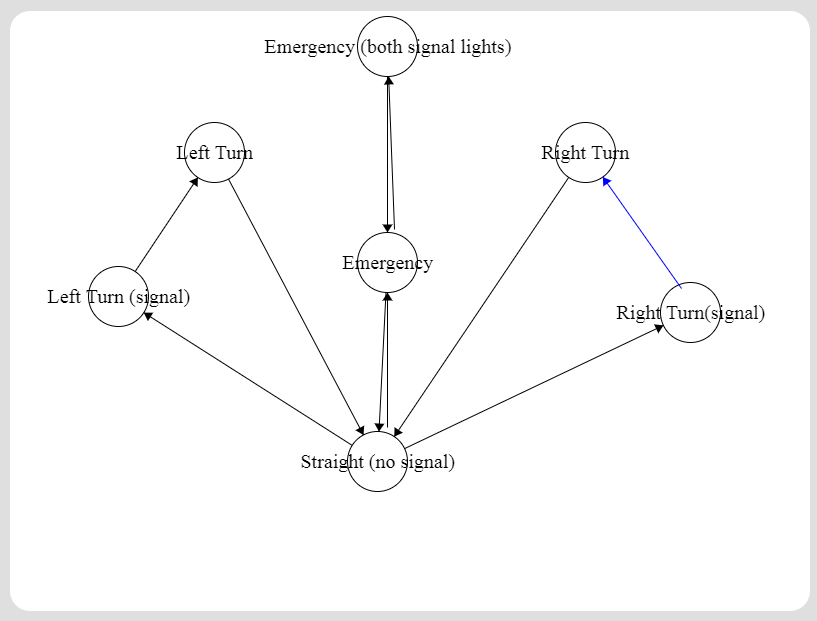 Emergency (both signal lights)
Left Turn
Right Turn
Emergency
Left Turn (signal)
Right Turn(signal)
Straight (no signal)